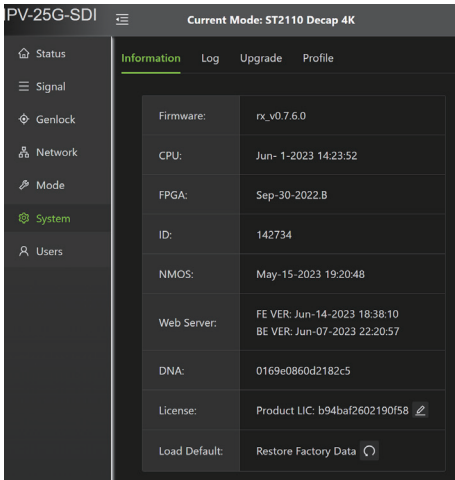 IPV-25G-SDI
Current Mode: ST2110 Decap 4K
Status
Signal
Genlock
Network
Mode
System
Users
Information Log Upgrade Profile
Firmware: rx_v0.7.6.0
CPU: Jun- 1-2023 14:23:52
FPGA: Sep-30-2022.B
ID: 142734
NMOS: May-15-2023 19:20:48
Web Server: FE VER: Jun-14-2023 18:38:10
BE VER: Jun-07-2023 22:20:57
DNA: 0169e0860d2182c5
License: Product LIC: b94baf2602190f58
Load Default: Restore Factory Data